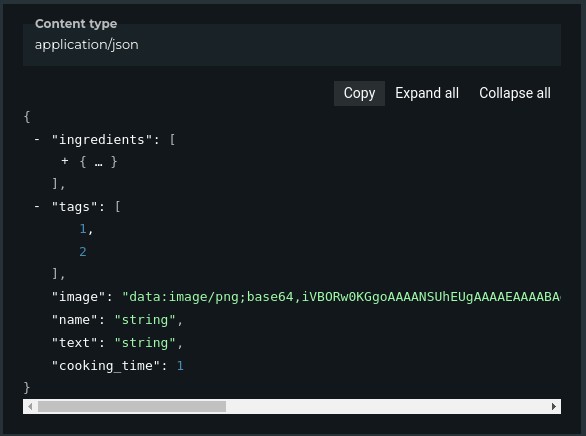 Content type
application/json
Copy Expand all Collapse all
{
- "ingredients": [
+ { … }
],
- "tags": [
1,
2
],
"image": "data:image/png;base64,iVBORw0KGgoAAAANSUhEUgAAAAEAAAABA
"name": "string",
"text": "string",
"cooking_time": 1
}